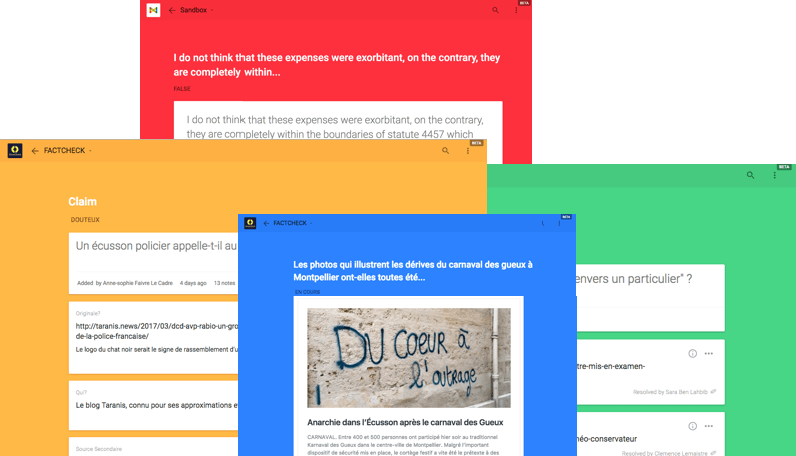 BETA
Sandbox
I do not think that these expenses were exorbitant, on the contrary, they
are completely within...
FALSE
I do not think that these expenses were exorbitant, on the contrary,
they are completely within the boundaries of statute 4457 which
BETA
FACTCHECK
Claim
DOUTEUX
Un écusson policier appelle-t-il au
Added by Anne-sophie Faivre Le Cadre 4 days ago 13 notes
Originale?
http://taranis.news/2017/03/dcd-avp-rabio-un-gro
de-la-police-francaise/
Le logo du chat noir serait le signe de rassemblement d'u
Qui?
Le blog Taranis, connu pour ses approximations e
Source Secondaire
BETA
FACTCHECK
Les photos qui illustrent les dérives du carnaval des gueux à
Montpellier ont-elles toutes été...
EN COURS
DU COEUR à
l'outrage
Anarchie dans l'Écusson après le carnaval des Gueux
CARNAVAL. Entre 400 et 500 personnes ont participé hier soir au traditionnel
Karnaval des Gueux dans le centre-ville de Montpellier. Malgré l'important
dispositif de sécurité mis en place, le cortège festif a vite été le prétexte à des
BETA
envers un particulier" ?
tre-mis-en-examen-
Resolved by Sara Ben Lahbib
néo-conservateur
Resolved by Clemence Lemaistre